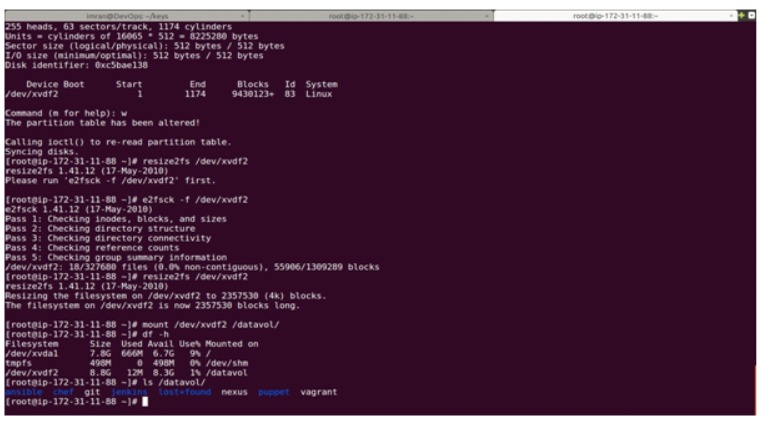 imran@DevOps: ~/keys × root@ip-172-31-11-88:~ × root@ip-172-31-11-88:~
255 heads, 63 sectors/track, 1174 cylinders
Units = cylinders of 16065 * 512 = 8225280 bytes
Sector size (logical/physical): 512 bytes / 512 bytes
I/O size (minimum/optimal): 512 bytes / 512 bytes
Disk identifier: 0xc5bae138
Device Boot Start End Blocks Id System
/dev/xvdf2 1 1174 9430123+ 83 Linux
Command (m for help): w
The partition table has been altered!
Calling ioctl() to re-read partition table.
Syncing disks.
[root@ip-172-31-11-88 ~]# resize2fs /dev/xvdf2
resize2fs 1.41.12 (17-May-2010)
Please run 'e2fsck -f /dev/xvdf2' first.
[root@ip-172-31-11-88 ~]# e2fsck -f /dev/xvdf2
e2fsck 1.41.12 (17-May-2010)
Pass 1: Checking inodes, blocks, and sizes
Pass 2: Checking directory structure
Pass 3: Checking directory connectivity
Pass 4: Checking reference counts
Pass 5: Checking group summary information
/dev/xvdf2: 18/327680 files (0.0% non-contiguous), 55906/1309289 blocks
[root@ip-172-31-11-88 ~]# resize2fs /dev/xvdf2
resize2fs 1.41.12 (17-May-2010)
Resizing the filesystem on /dev/xvdf2 to 2357530 (4k) blocks.
The filesystem on /dev/xvdf2 is now 2357530 blocks long.
[root@ip-172-31-11-88 ~]# mount /dev/xvdf2 /datavol/
[root@ip-172-31-11-88 ~]# df -h
Filesystem Size Used Avail Use% Mounted on
/dev/xvda1 7.8G 666M 6.7G 9% /
tmpfs 498M 0 498M 0% /dev/shm
/dev/xvdf2 8.8G 12M 8.3G 1% /datavol
[root@ip-172-31-11-88 ~]# ls /datavol/
ansible chef git jenkins lost+found nexus puppet vagrant
[root@ip-172-31-11-88 ~]#